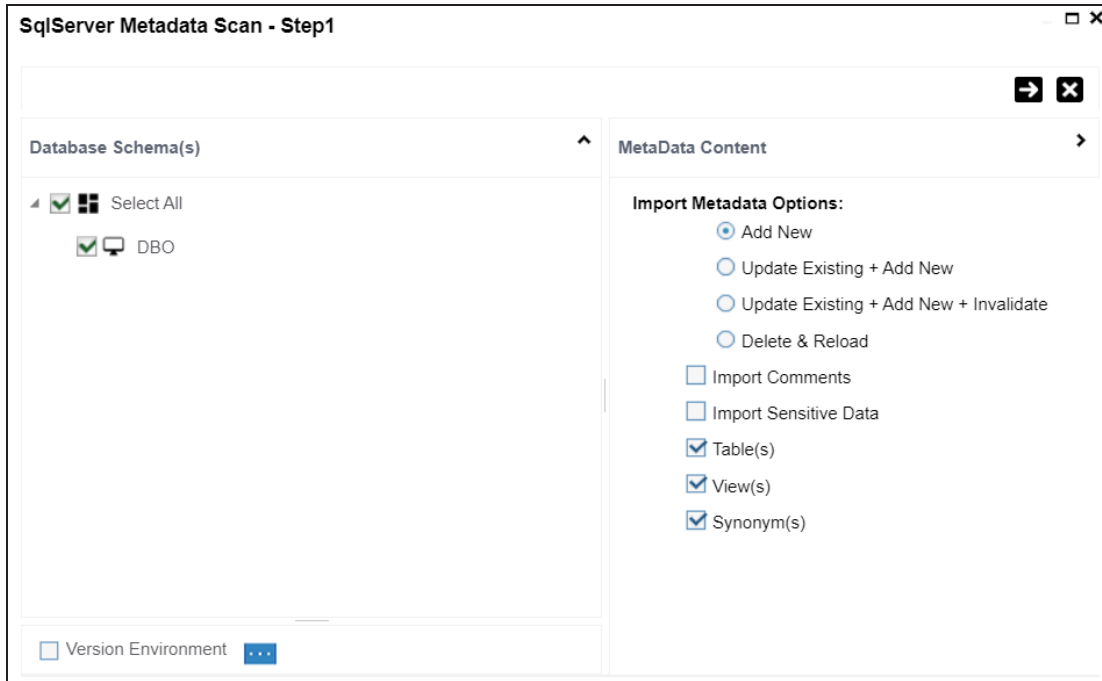 SqlServer Metadata Scan - Step1
Database Schema(s)
Select All
DBO
Version Environment
MetaData Content
Import Metadata Options:
Add New
Update Existing + Add New
Update Existing + Add New + Invalidate
Delete & Reload
Import Comments
Import Sensitive Data
Table(s)
View(s)
Synonym(s)